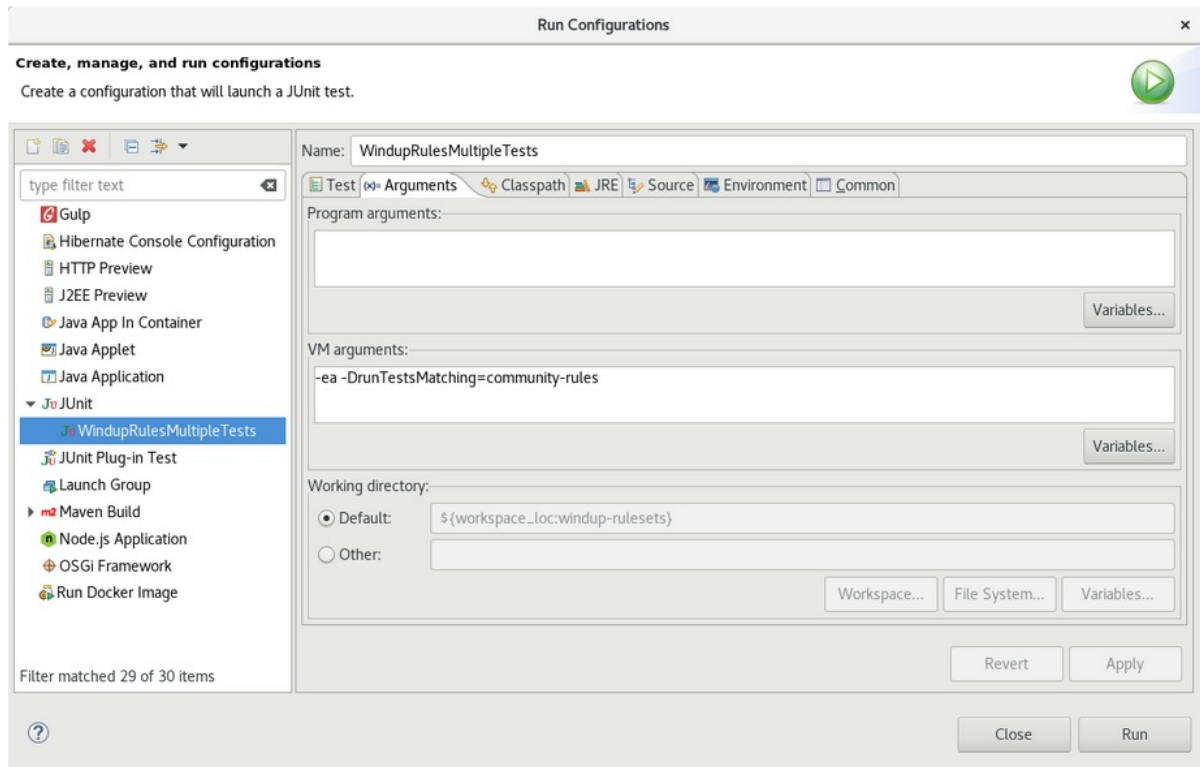 Run Configurations
Create, manage, and run configurations
Create a configuration that will launch a JUnit test.
type filter text
Gulp
Hibernate Console Configuration
HTTP Preview
J2EE Preview
Java App In Container
Java Applet
Java Application
JUnit
WindupRulesMultipleTests
JUnit Plug-in Test
Launch Group
Maven Build
Node.js Application
OSGi Framework
Run Docker Image
Filter matched 29 of 30 items
Name: WindupRulesMultipleTests
Test (x)= Arguments Classpath JRE Source Environment Common
Program arguments:
Variables...
VM arguments:
-ea -DrunTestsMatching=community-rules
Variables...
Working directory:
Default: ${workspace_loc:windup-rulesets}
Other:
Workspace... File System... Variables...
Revert Apply
Close Run